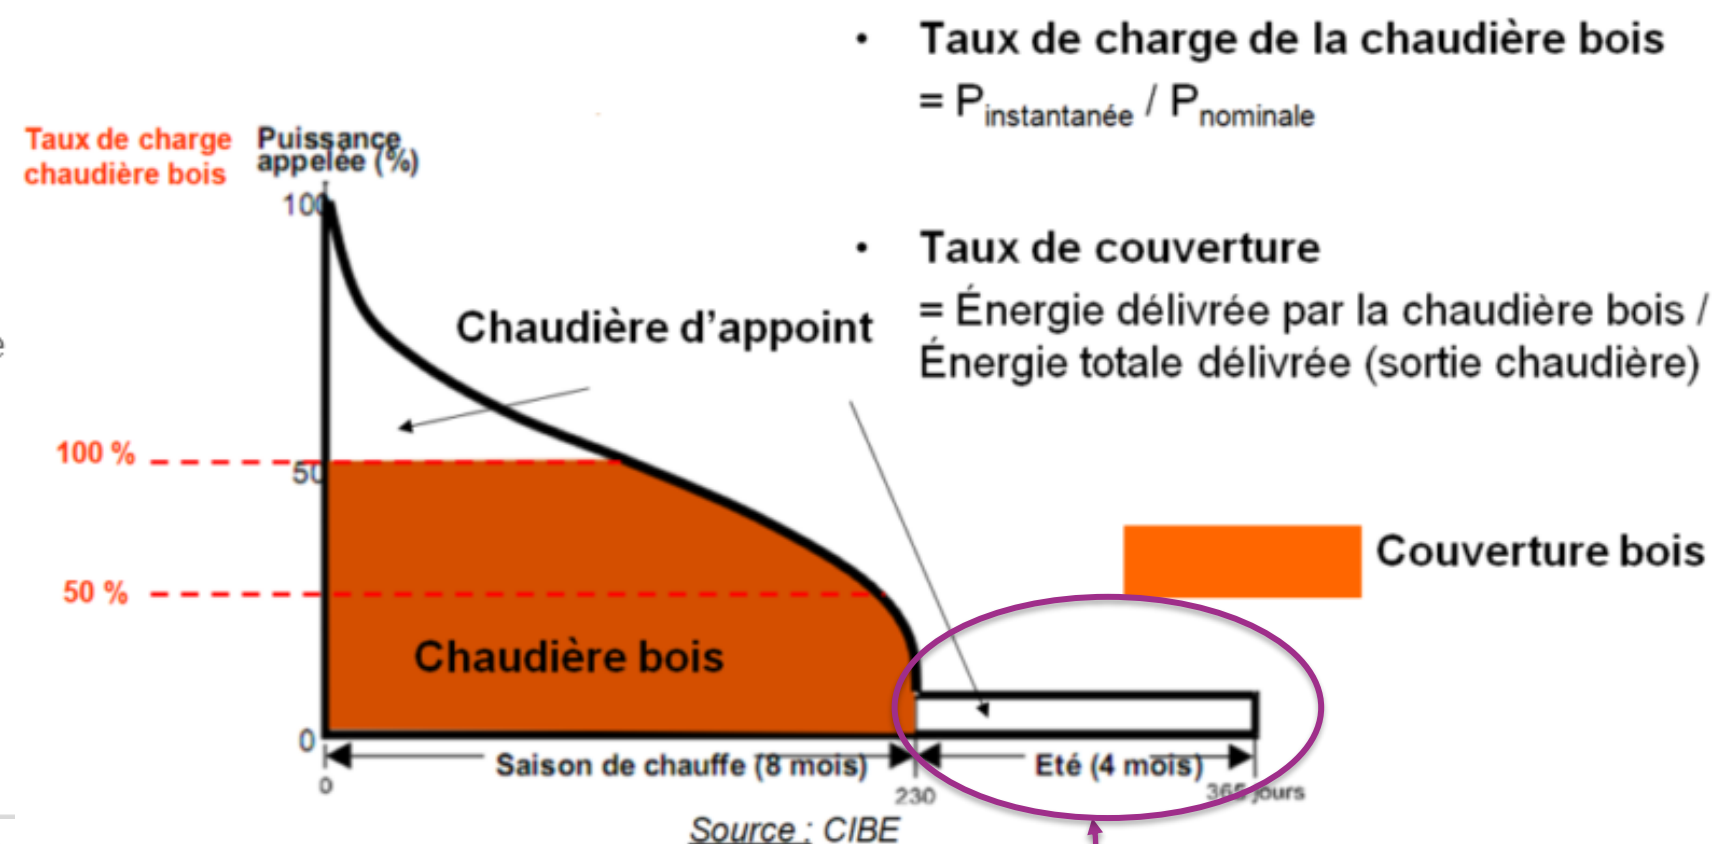 • Taux de charge de la chaudière bois
= Pinstantanée / Pnominale
Taux de charge
chaudière bois
Puissance
appelée (%)
100
• Taux de couverture
= Énergie délivrée par la chaudière bois /
Énergie totale délivrée (sortie chaudière)
Chaudière d'appoint
e
100 %
50
Couverture bois
50 %
Chaudière bois
0
Saison de chauffe (8 mois)
Eté (4 mois)
0
230
365 jours
Source : CIBE